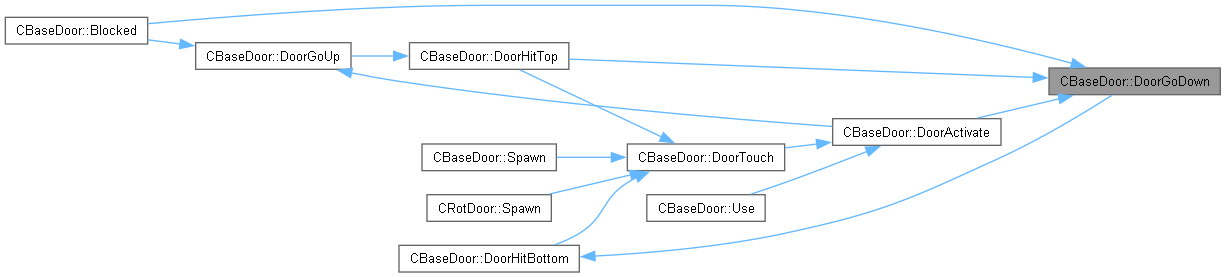 CBaseDoor::Blocked
CBaseDoor::DoorGoUp
CBaseDoor::DoorHitTop
CBaseDoor::DoorGoDown
CBaseDoor::DoorActivate
CBaseDoor::Spawn
CBaseDoor::DoorTouch
CRotDoor::Spawn
CBaseDoor::Use
CBaseDoor::DoorHitBottom